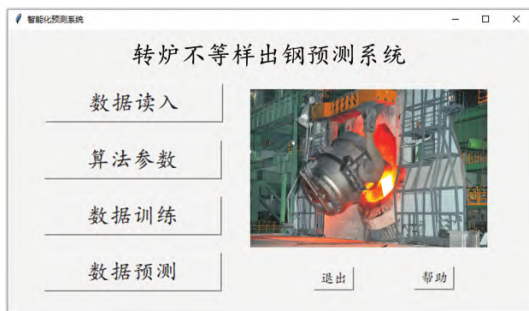 智能化预测系统
转炉不等样出钢预测系统
数据读入
算法参数
数据训练
数据预测
退出
帮助